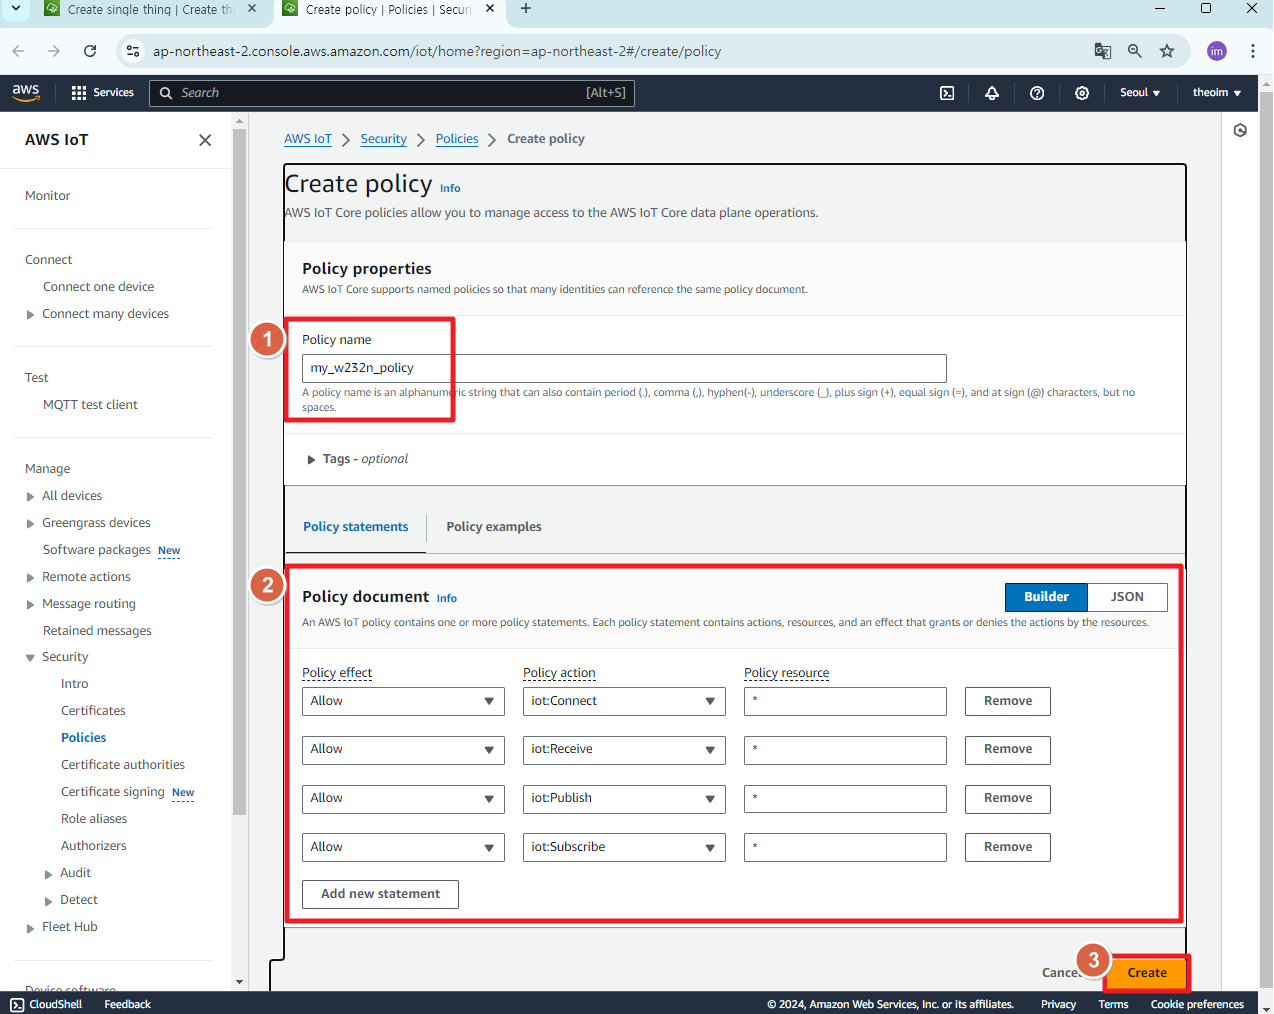 Create single thing | Create th
Create policy | Policies | Securi
ap-northeast-2.console.aws.amazon.com/iot/home?region=ap-northeast-2#/create/policy
im
aws
Services
Search
[Alt+S]
Seoul
theoim
AWS IoT
Monitor
Connect
Connect one device
Connect many devices
Test
MQTT test client
Manage
All devices
Greengrass devices
Software packages New
Remote actions
Message routing
Retained messages
Security
Intro
Certificates
Policies
Certificate authorities
Certificate signing New
Role aliases
Authorizers
Audit
Detect
Fleet Hub
Device software
AWS IoT > Security > Policies > Create policy
Create policy Info
AWS IoT Core policies allow you to manage access to the AWS IoT Core data plane operations.
Policy properties
AWS IoT Core supports named policies so that many identities can reference the same policy document.
1
Policy name
my_w232n_policy
A policy name is an alphanumeric string that can also contain period (.), comma (,), hyphen(-), underscore (_), plus sign (+), equal sign (=), and at sign (@) characters, but no
spaces.
Tags - optional
Policy statements
Policy examples
2
Policy document Info
Builder
JSON
An AWS IoT policy contains one or more policy statements. Each policy statement contains actions, resources, and an effect that grants or denies the actions by the resources.
Policy effect Policy action Policy resource
Allow iot:Connect * Remove
Allow iot:Receive * Remove
Allow iot:Publish * Remove
Allow iot:Subscribe * Remove
Add new statement
3
Cance
Create
CloudShell
Feedback
© 2024, Amazon Web Services, Inc. or its affiliates.
Privacy
Terms
Cookie preferences